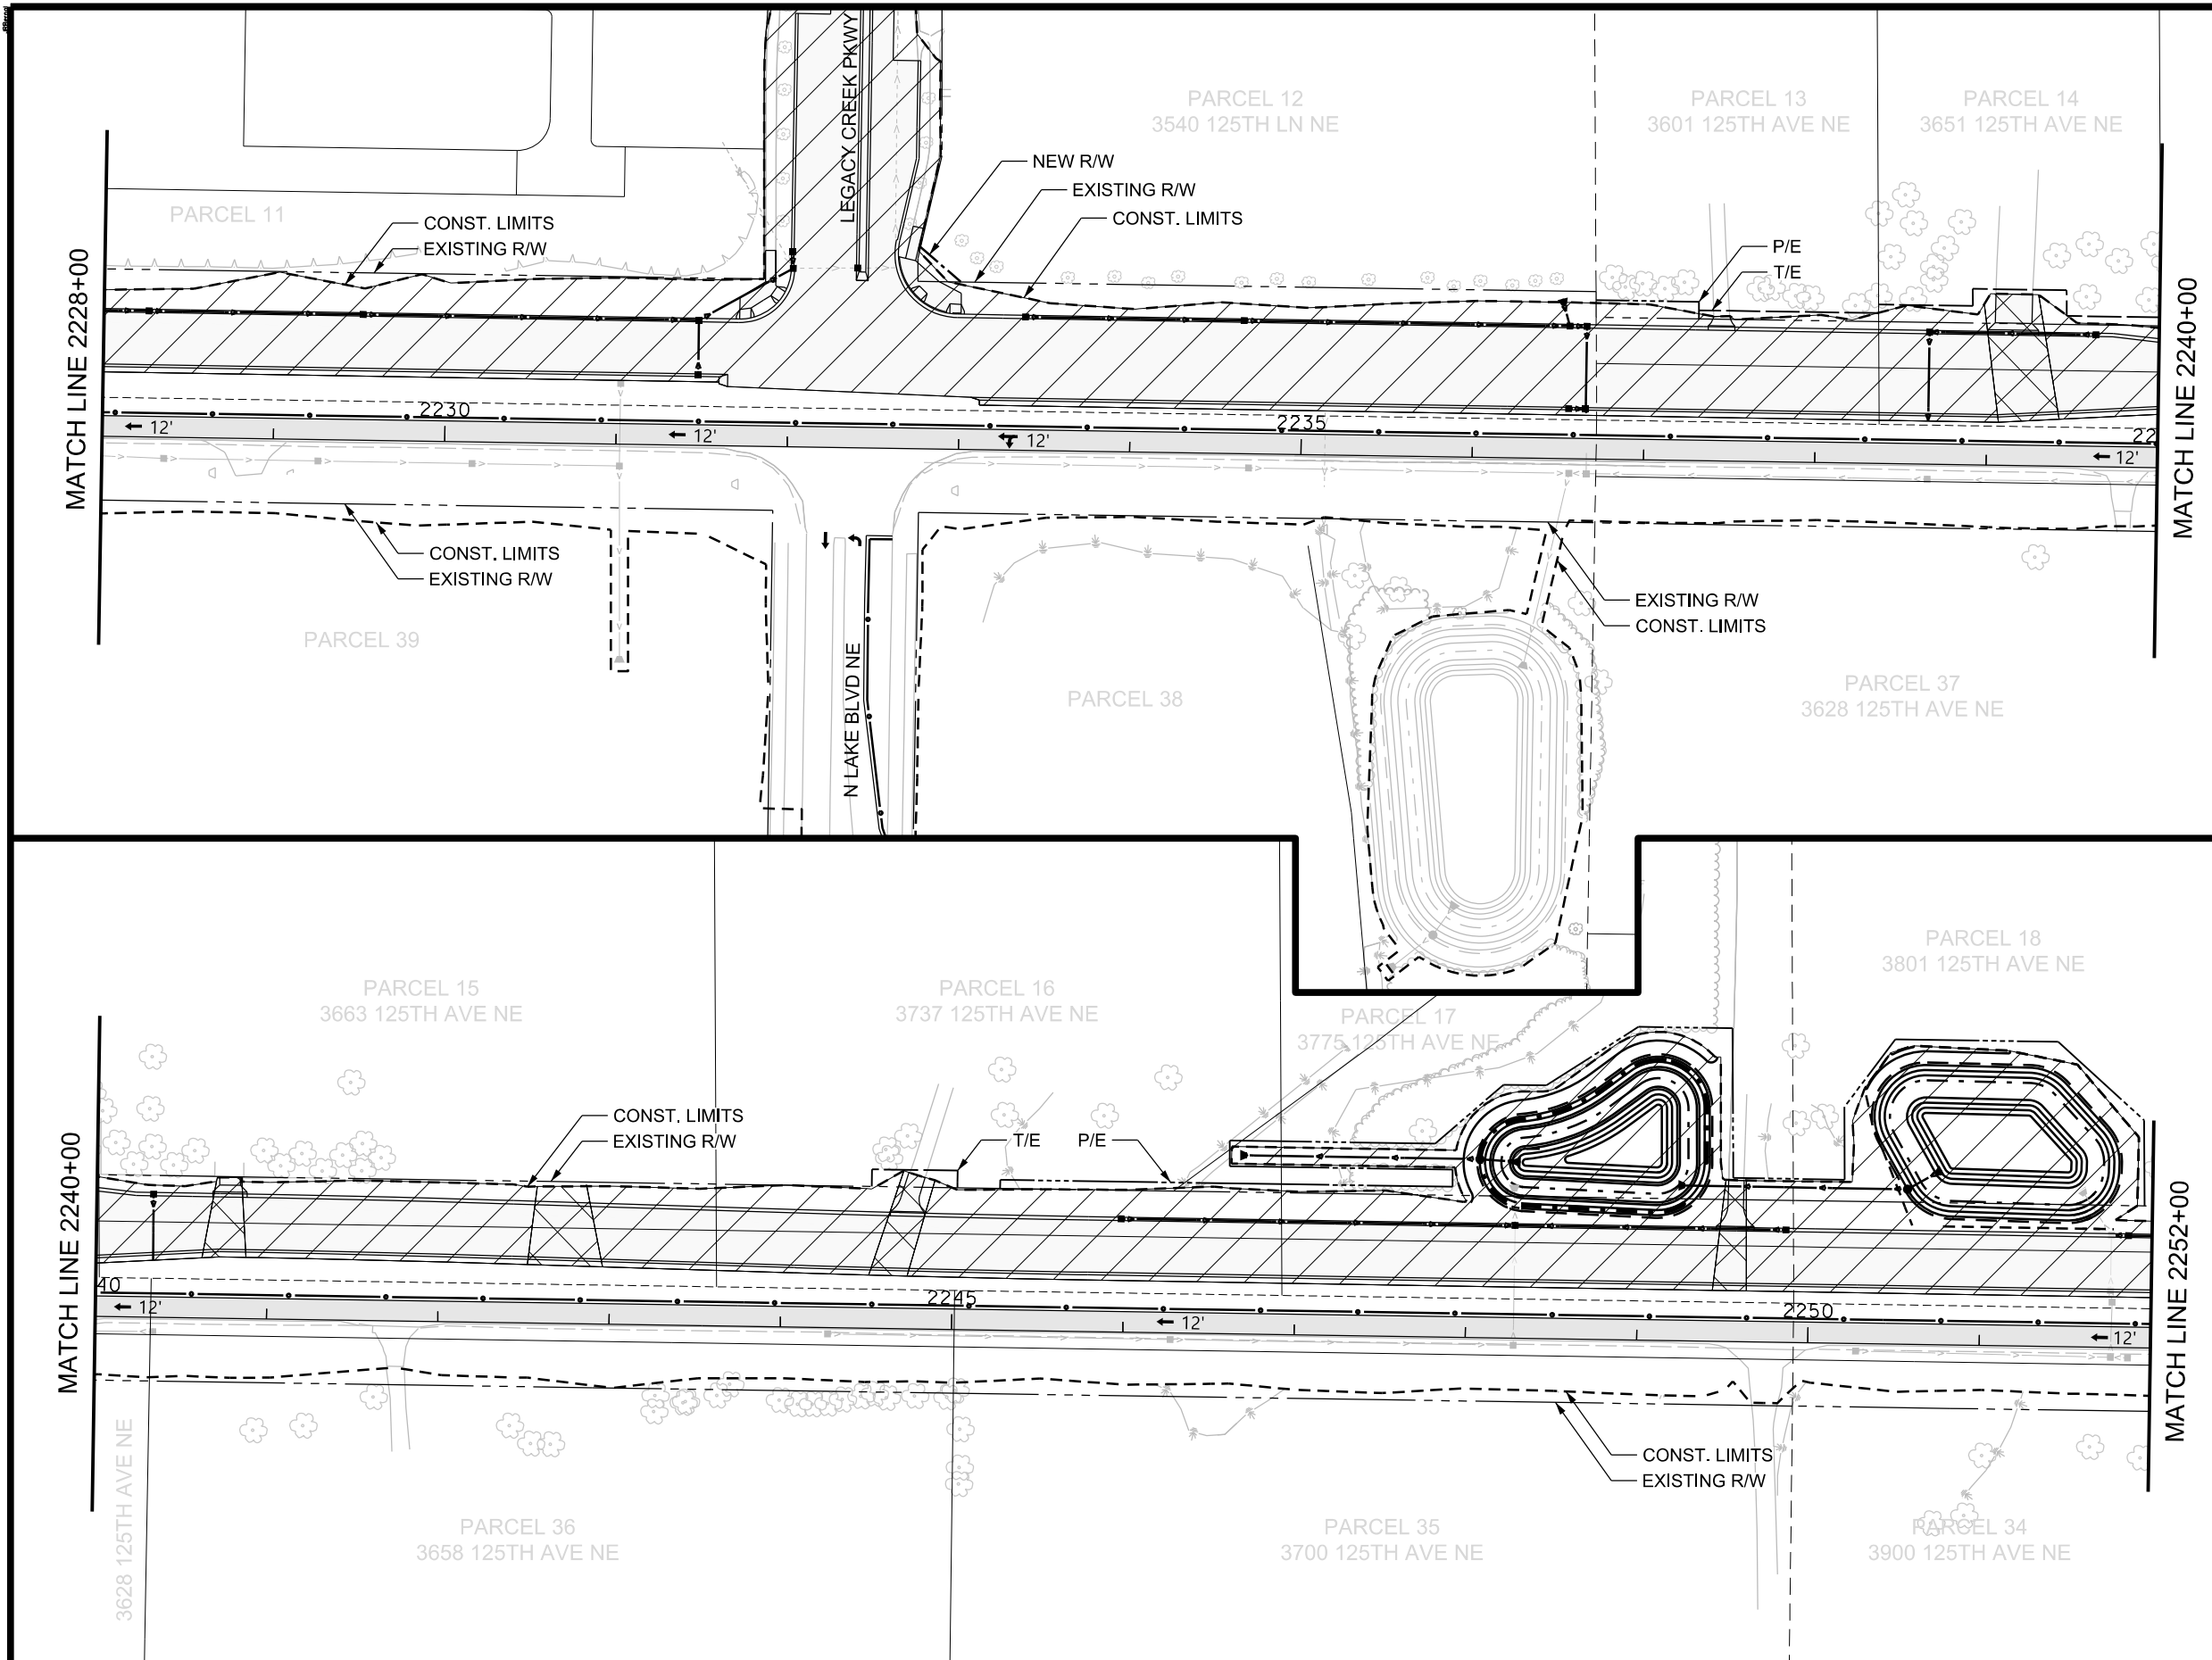 LEGACY CREEK PKWY
PARCEL 12
3540 125TH LN NE
PARCEL 13
3601 125TH AVE NE
PARCEL 14
3651 125TH AVE NE
NEW R/W
EXISTING R/W
CONST. LIMITS
PARCEL 11
CONST. LIMITS
EXISTING R/W
P/E
T/E
MATCH LINE 2228+00
MATCH LINE 2240+00
2230
2235
22
12'
12'
12'
12'
CONST. LIMITS
EXISTING R/W
EXISTING R/W
CONST. LIMITS
PARCEL 39
N LAKE BLVD NE
PARCEL 38
PARCEL 37
3628 125TH AVE NE
PARCEL 15
3663 125TH AVE NE
PARCEL 16
3737 125TH AVE NE
PARCEL 17
3775 125TH AVE NE
PARCEL 18
3801 125TH AVE NE
CONST. LIMITS
EXISTING R/W
T/E
P/E
MATCH LINE 2240+00
MATCH LINE 2252+00
40
2245
2250
12'
12'
12'
CONST. LIMITS
EXISTING R/W
3628 125TH AVE NE
PARCEL 36
3658 125TH AVE NE
PARCEL 35
3700 125TH AVE NE
PARCEL 34
3900 125TH AVE NE